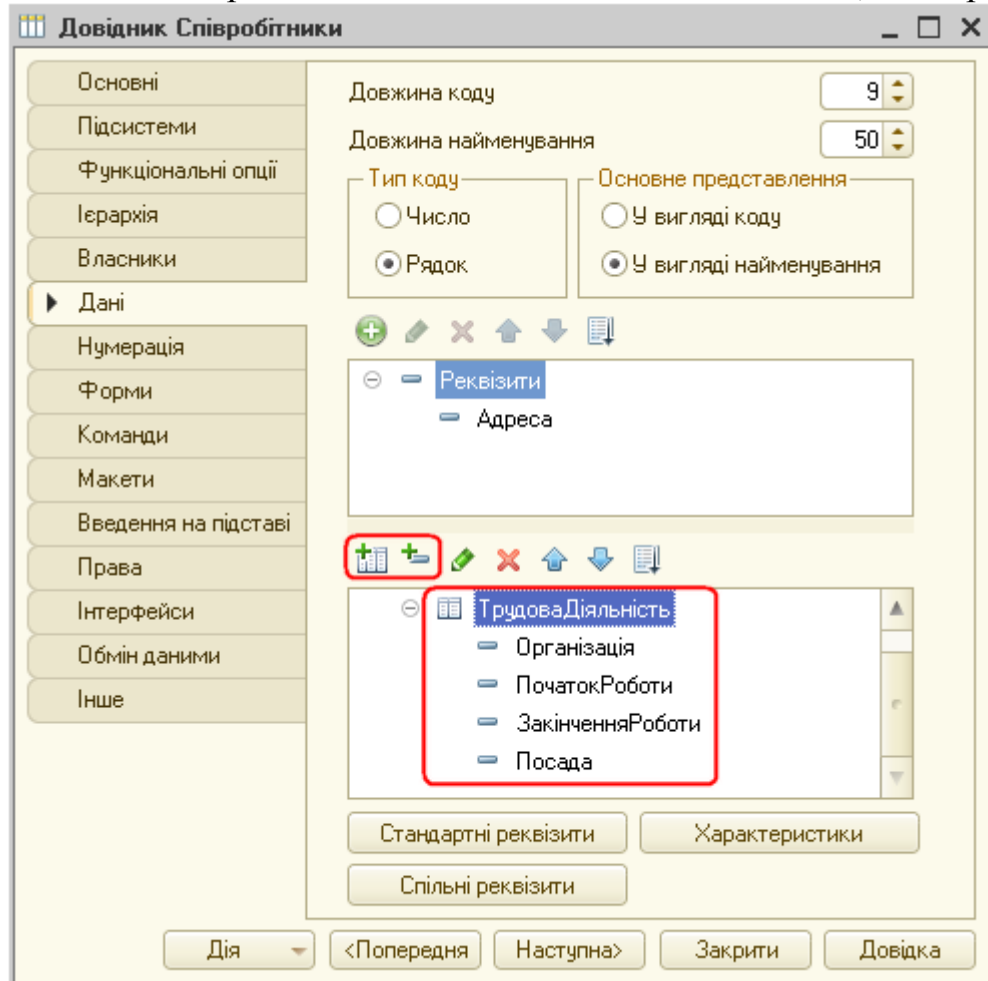 Довідник Співробітники
Основні
Підсистеми
Функціональні опції
Ієрархія
Власники
Дані
Нумерація
Форми
Команди
Макети
Введення на підставі
Права
Інтерфейси
Обмін даними
Інше
Довжина коду 9
Довжина найменування 50
Тип коду
Число
Рядок
Основне представлення
У вигляді коду
У вигляді найменування
Реквізити
Адреса
ТрудоваДіяльність
Організація
ПочатокРоботи
ЗакінченняРоботи
Посада
Стандартні реквізити Характеристики
Спільні реквізити
Дія <Попередня Наступна> Закрити Довідка